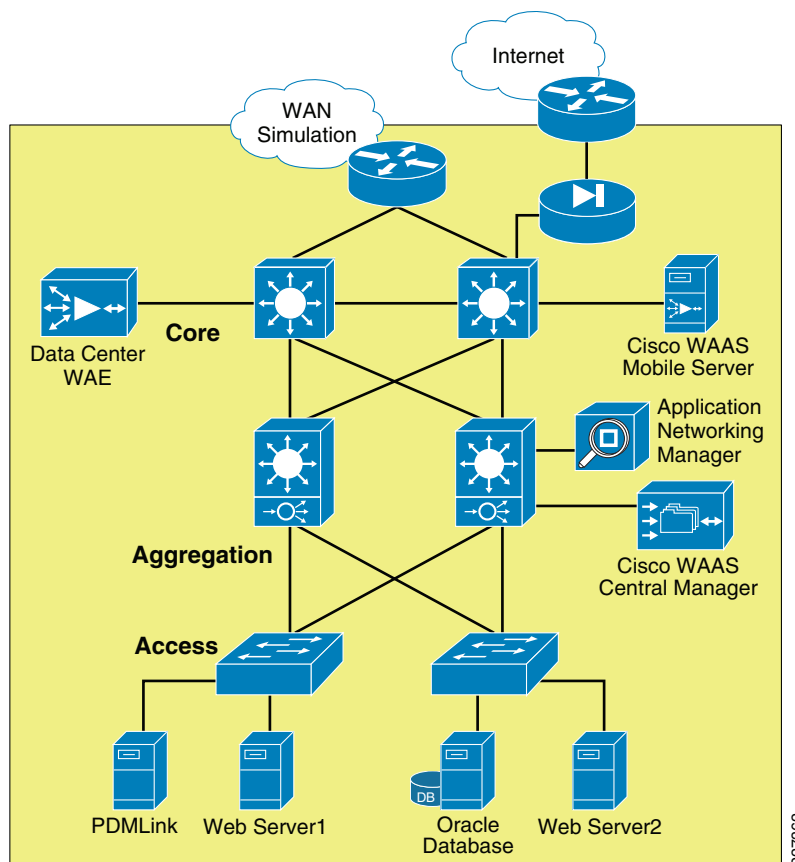 Internet
WAN
Simulation
Core
Data Center
WAE
Cisco WAAS
Mobile Server
Application
Networking
Manager
Aggregation
Cisco WAAS
Central Manager
Access
PDMLink
Web Server1
DB
Oracle
Database
Web Server2